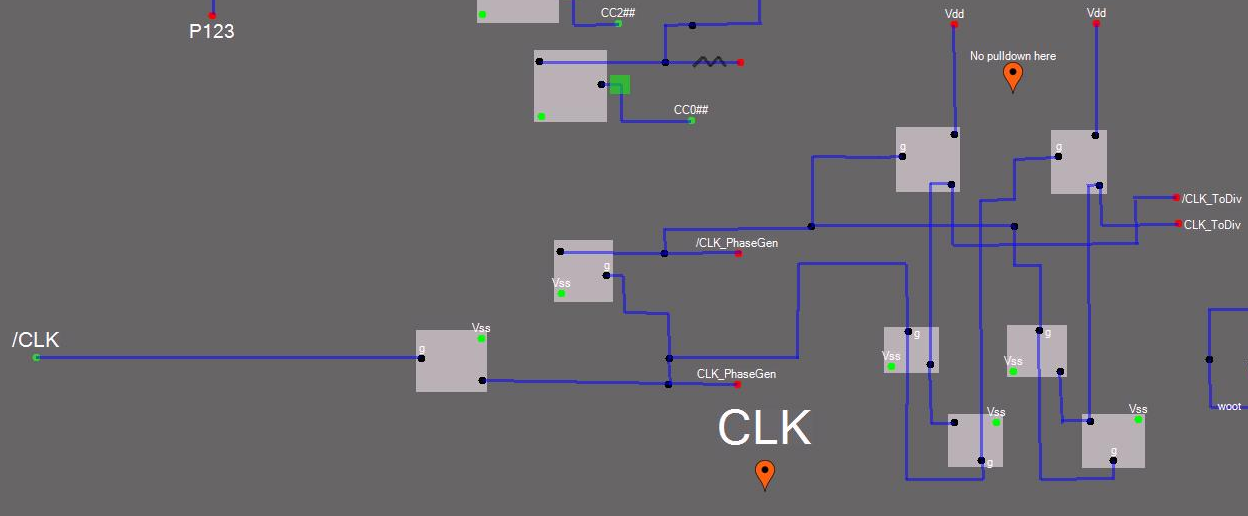 CC2##
Vdd
Vdd
P123
No pulldown here
CC0##
g
g
/CLK_ToDiv
CLK_ToDiv
/CLK_PhaseGen
g
Vss
Vss
/CLK
g
g
g
Vss
Vss
CLK_PhaseGen
CLK
Vss
Vss
woot
g
g